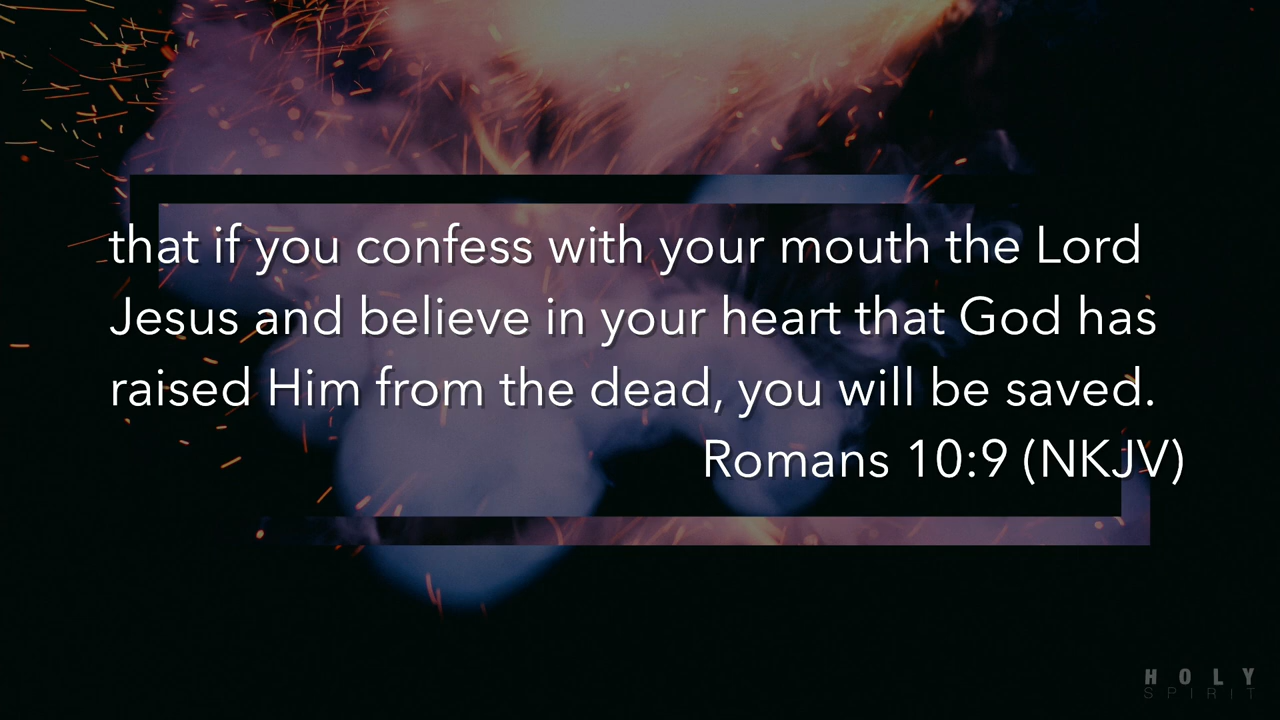 that if you confess with your mouth the Lord
Jesus and believe in your heart that God has
raised Him from the dead, you will be saved.
Romans 10:9 (NKJV)
HOLY
SPIRIT